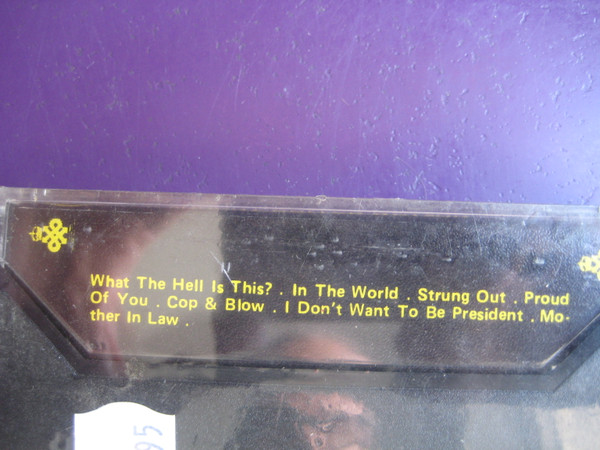 What The Hell Is This? . In The World . Strung Out . Proud
Of You . Cop & Blow . I Don't Want To Be President . Mo-
ther In Law .
95